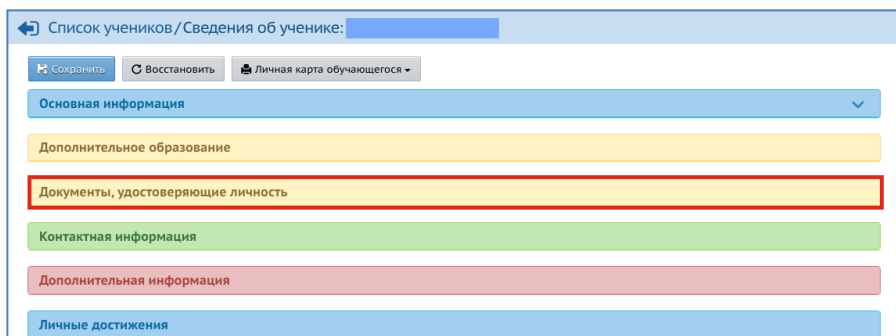 Список учеников/Сведения об ученике:
Сохранить Восстановить Личная карта обучающегося
Основная информация
Дополнительное образование
Документы, удостоверяющие личность
Контактная информация
Дополнительная информация
Личные достижения